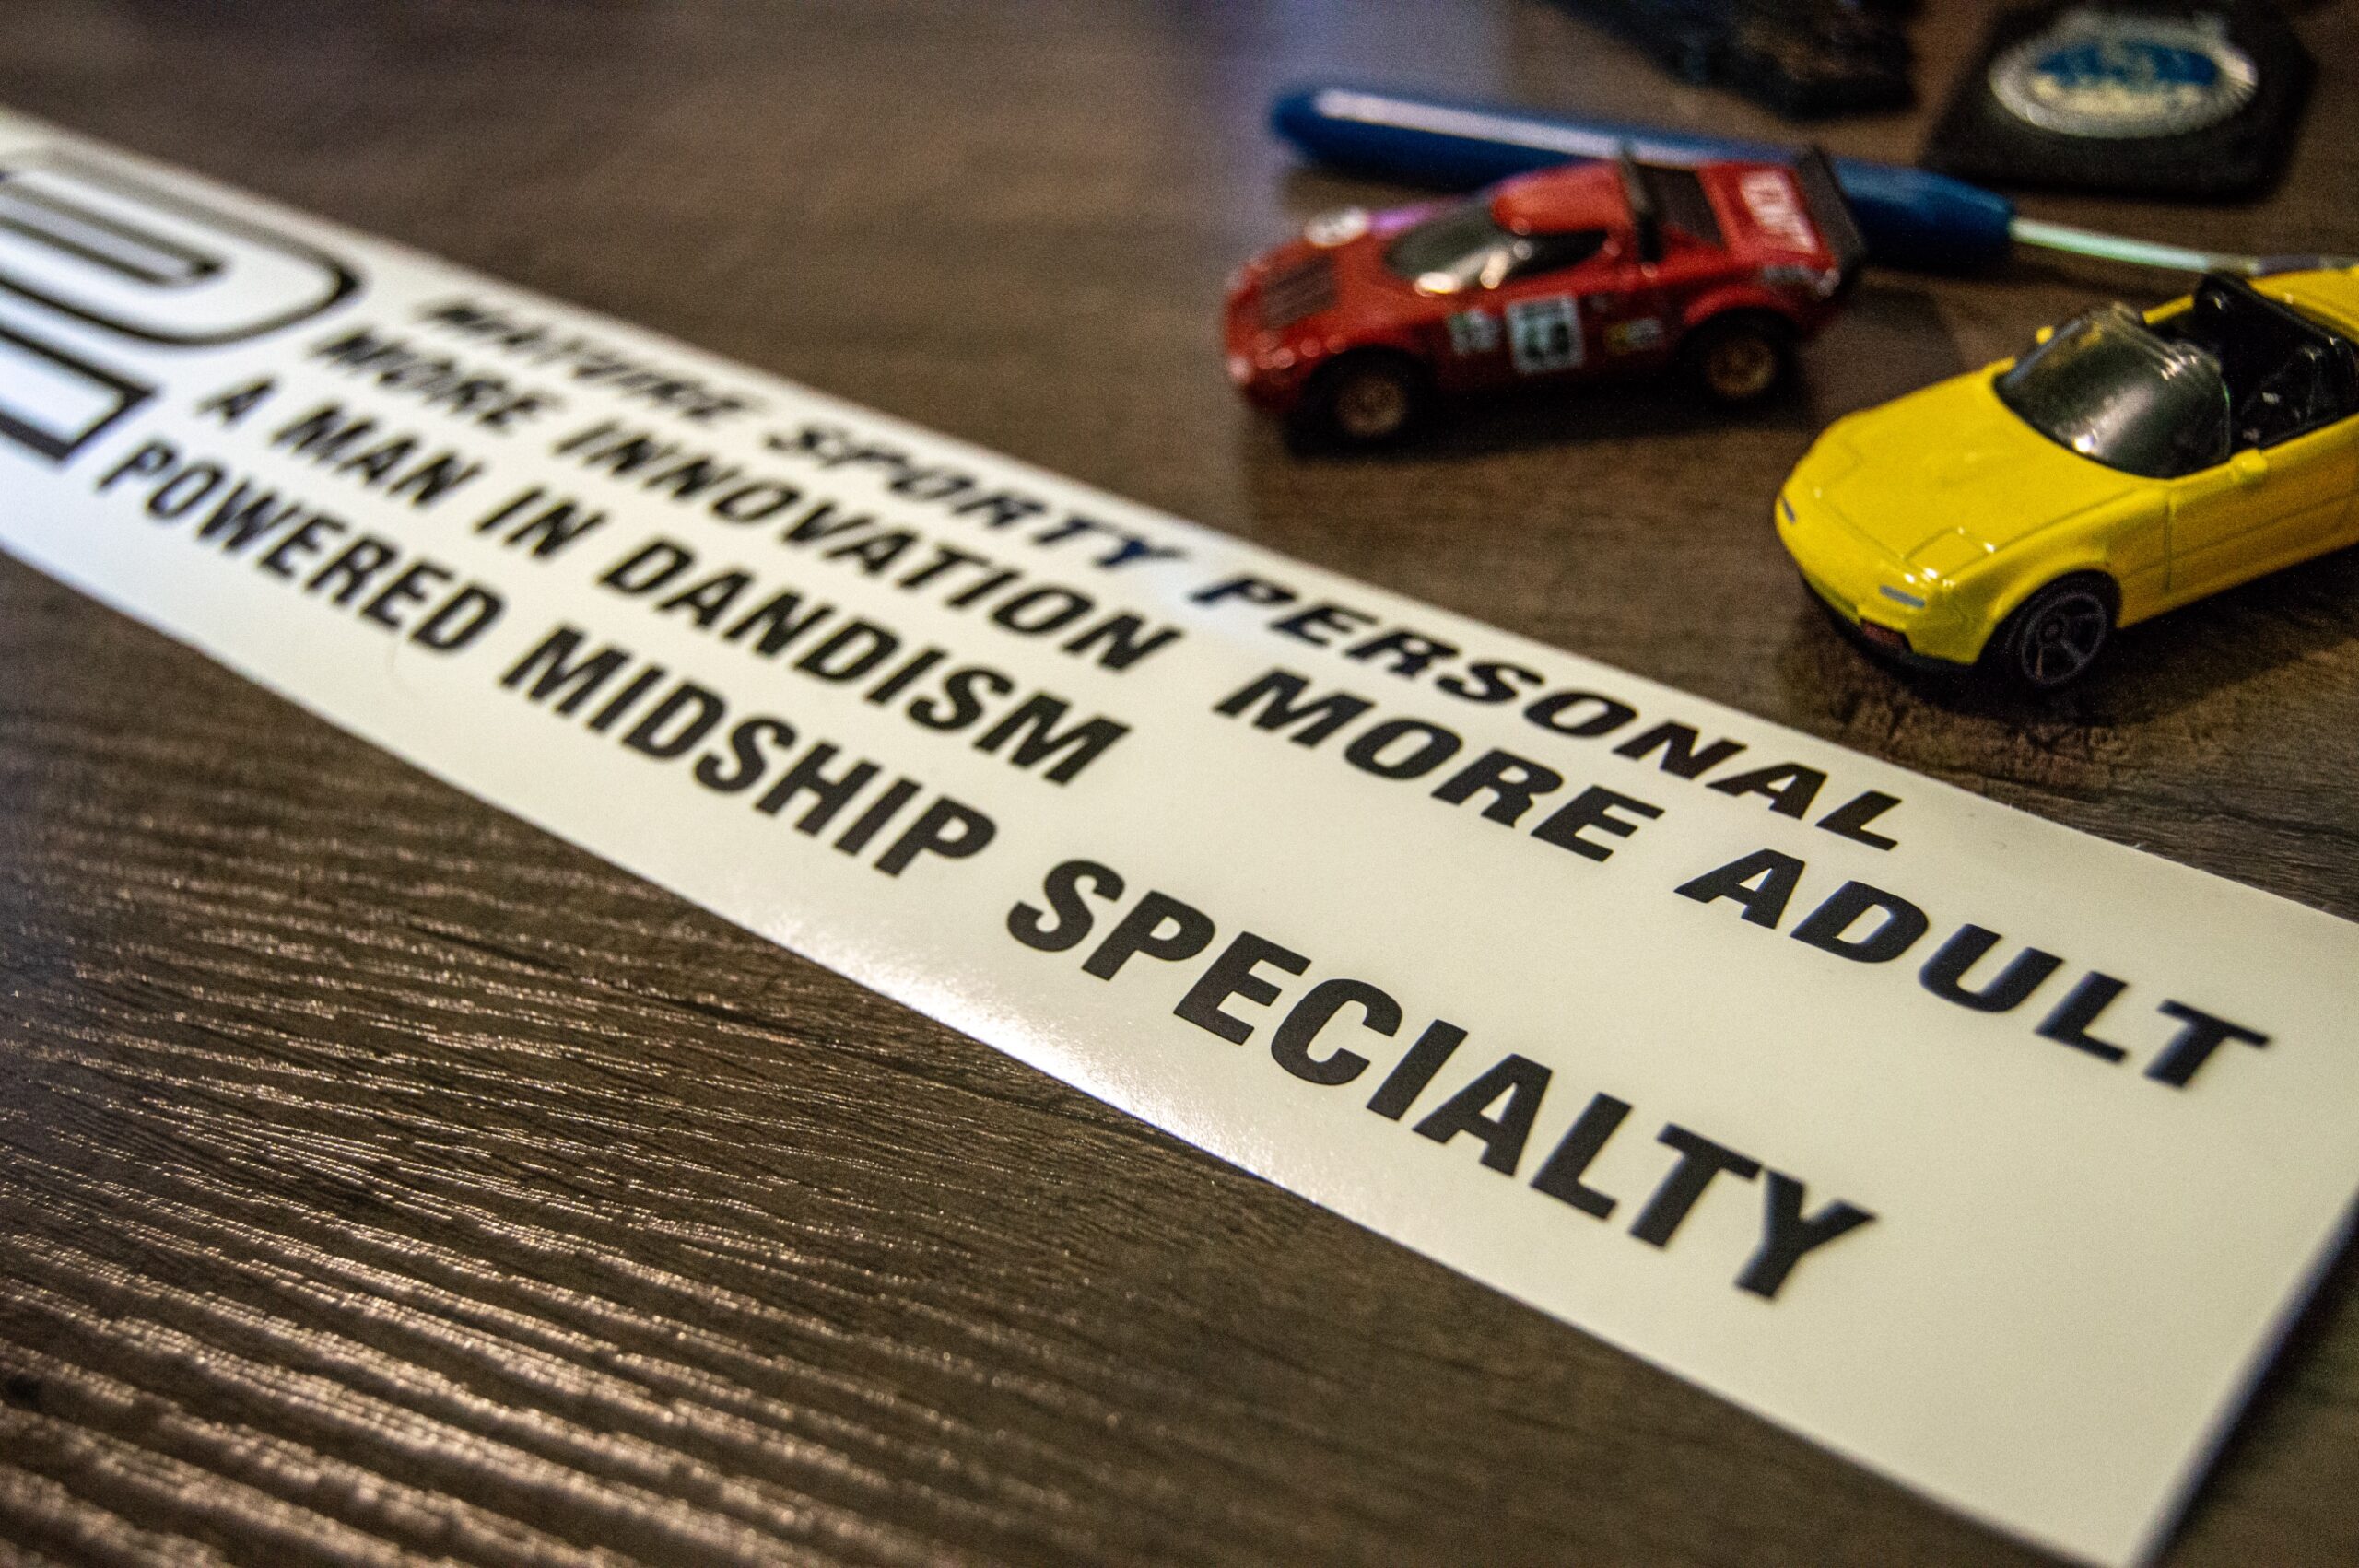 MATURE SPORTY PERSONAL
MORE INNOVATION MORE ADULT
A MAN IN DANDISM
POWERED MIDSHIP SPECIALTY